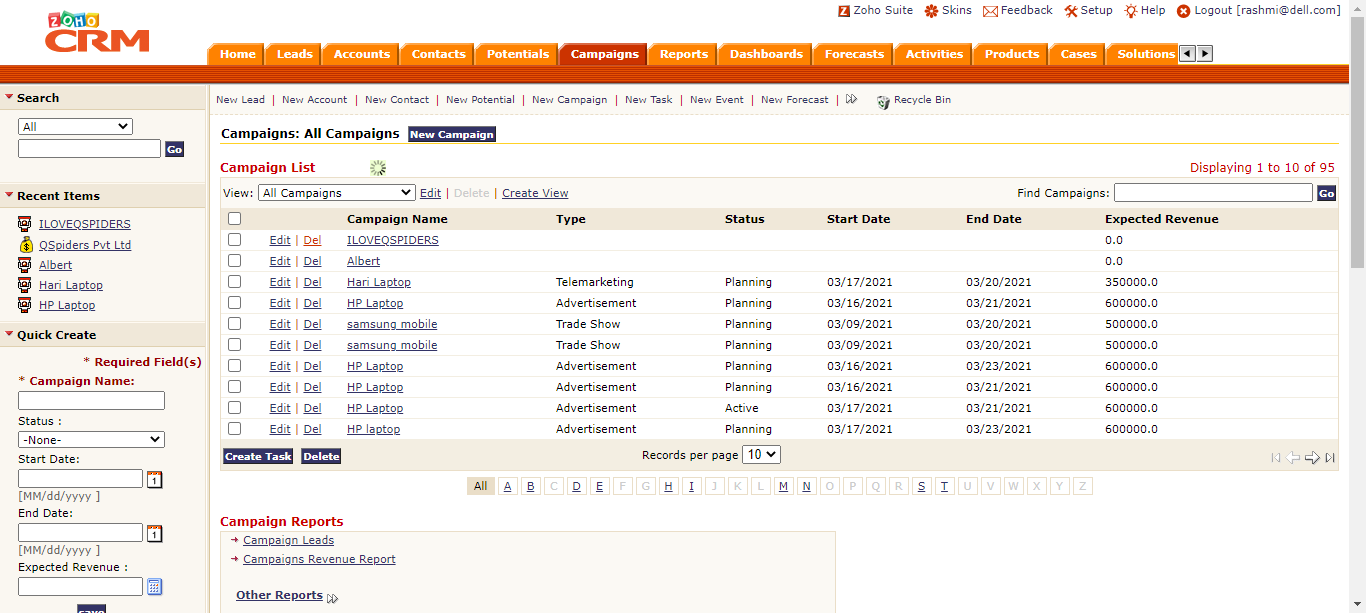 Zoho Suite Skins Feedback Setup Help Logout [rashmi@dell.com]
ZOHO
CRM
Home Leads Accounts Contacts Potentials Campaigns Reports Dashboards Forecasts Activities Products Cases Solutions
Search
All
Go
Recent Items
ILOVEQSPIDERS
QSpiders Pvt Ltd
Albert
Hari Laptop
HP Laptop
Quick Create
* Required Field(s)
* Campaign Name:
Status :
-None-
Start Date:
1
[MM/dd/yyyy ]
End Date:
1
[MM/dd/yyyy ]
Expected Revenue :
save
New Lead | New Account | New Contact | New Potential | New Campaign | New Task | New Event | New Forecast | Recycle Bin
Campaigns: All Campaigns New Campaign
Campaign List Displaying 1 to 10 of 95
View: All Campaigns Edit | Delete | Create View Find Campaigns: Go
Campaign Name Type Status Start Date End Date Expected Revenue
Edit | Del ILOVEQSPIDERS 0.0
Edit | Del Albert 0.0
Edit | Del Hari Laptop Telemarketing Planning 03/17/2021 03/20/2021 350000.0
Edit | Del HP Laptop Advertisement Planning 03/16/2021 03/21/2021 600000.0
Edit | Del samsung mobile Trade Show Planning 03/09/2021 03/20/2021 500000.0
Edit | Del samsung mobile Trade Show Planning 03/09/2021 03/20/2021 500000.0
Edit | Del HP Laptop Advertisement Planning 03/16/2021 03/23/2021 600000.0
Edit | Del HP Laptop Advertisement Planning 03/16/2021 03/21/2021 600000.0
Edit | Del HP Laptop Advertisement Active 03/17/2021 03/21/2021 600000.0
Edit | Del HP laptop Advertisement Planning 03/17/2021 03/23/2021 600000.0
Create Task Delete Records per page 10
All A B C D E F G H I J K L M N O P Q R S T U V W X Y Z
Campaign Reports
Campaign Leads
Campaigns Revenue Report
Other Reports